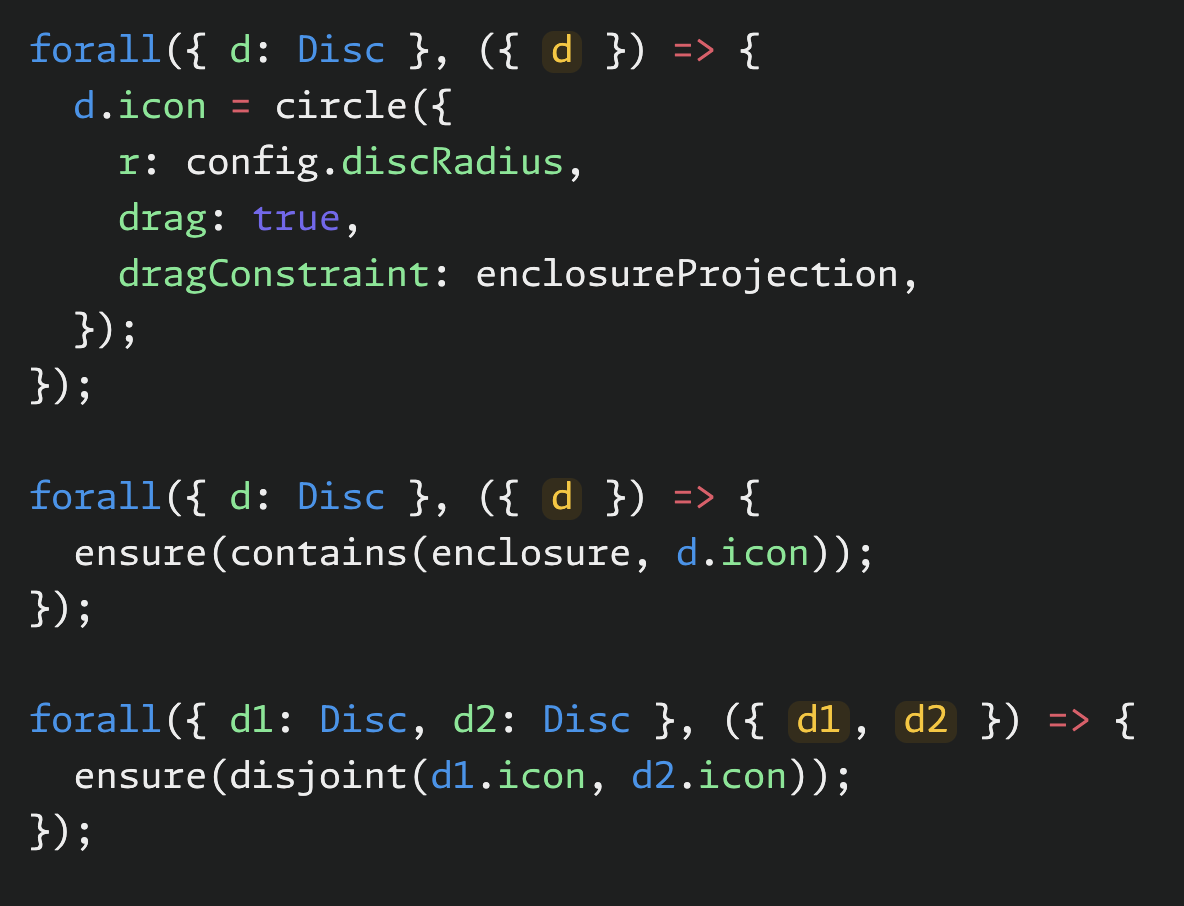 forall({ d: Disc }, ({ d }) => {
  d.icon = circle({
    r: config.discRadius,
    drag: true,
    dragConstraint: enclosureProjection,
  });
});

forall({ d: Disc }, ({ d }) => {
  ensure(contains(enclosure, d.icon));
});

forall({ d1: Disc, d2: Disc }, ({ d1, d2 }) => {
  ensure(disjoint(d1.icon, d2.icon));
});